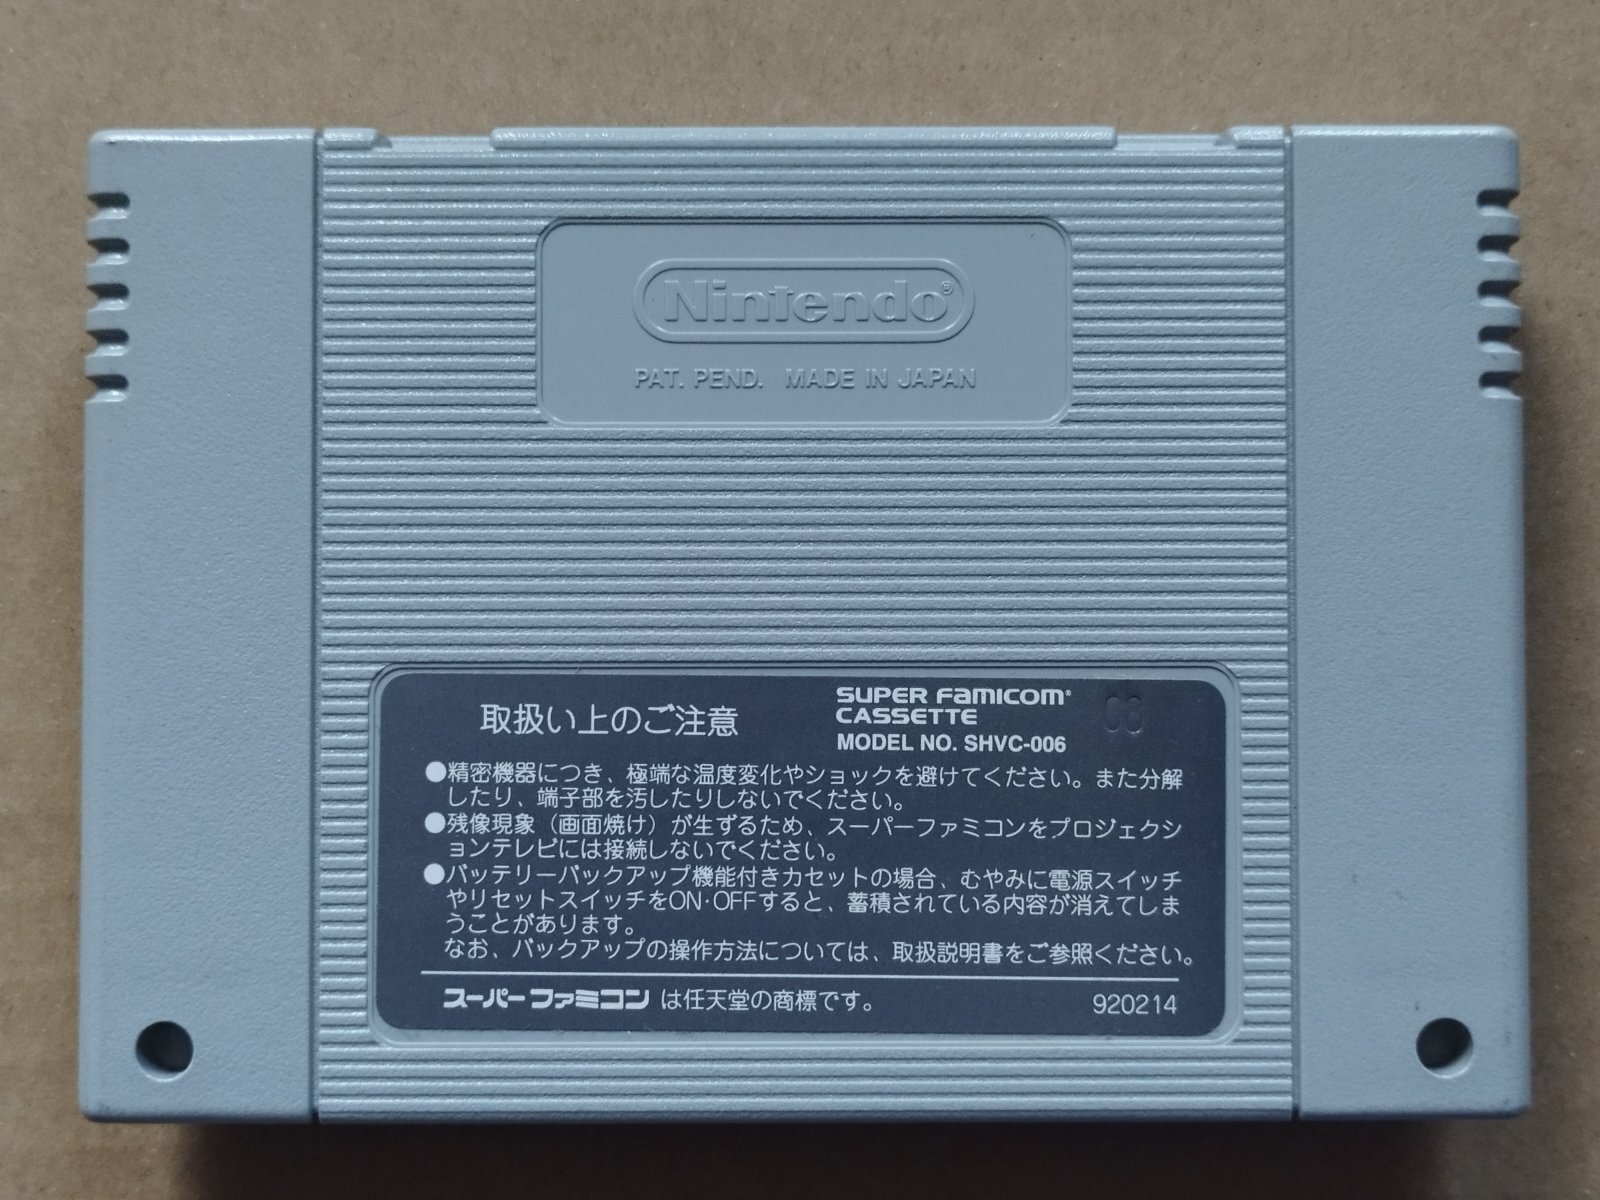 Nintendo®
PAT. PEND. MADE IN JAPAN
取扱い上のご注意
SUPER FAMICOM®
CASSETTE
MODEL NO. SHVC-006
●精密機器につき、極端な温度変化やショックを避けてください。また分解
したり、端子部を汚したりしないでください。
●残像現象（画面焼け）が生ずるため、スーパーファミコンをプロジェクシ
ョンテレビには接続しないでください。
●バッテリーバックアップ機能付きカセットの場合、むやみに電源スイッチ
やリセットスイッチをON·OFFすると、蓄積されている内容が消えてしま
うことがあります。
なお、バックアップの操作方法については、取扱説明書をご参照ください。
スーパーファミコン は任天堂の商標です。
920214